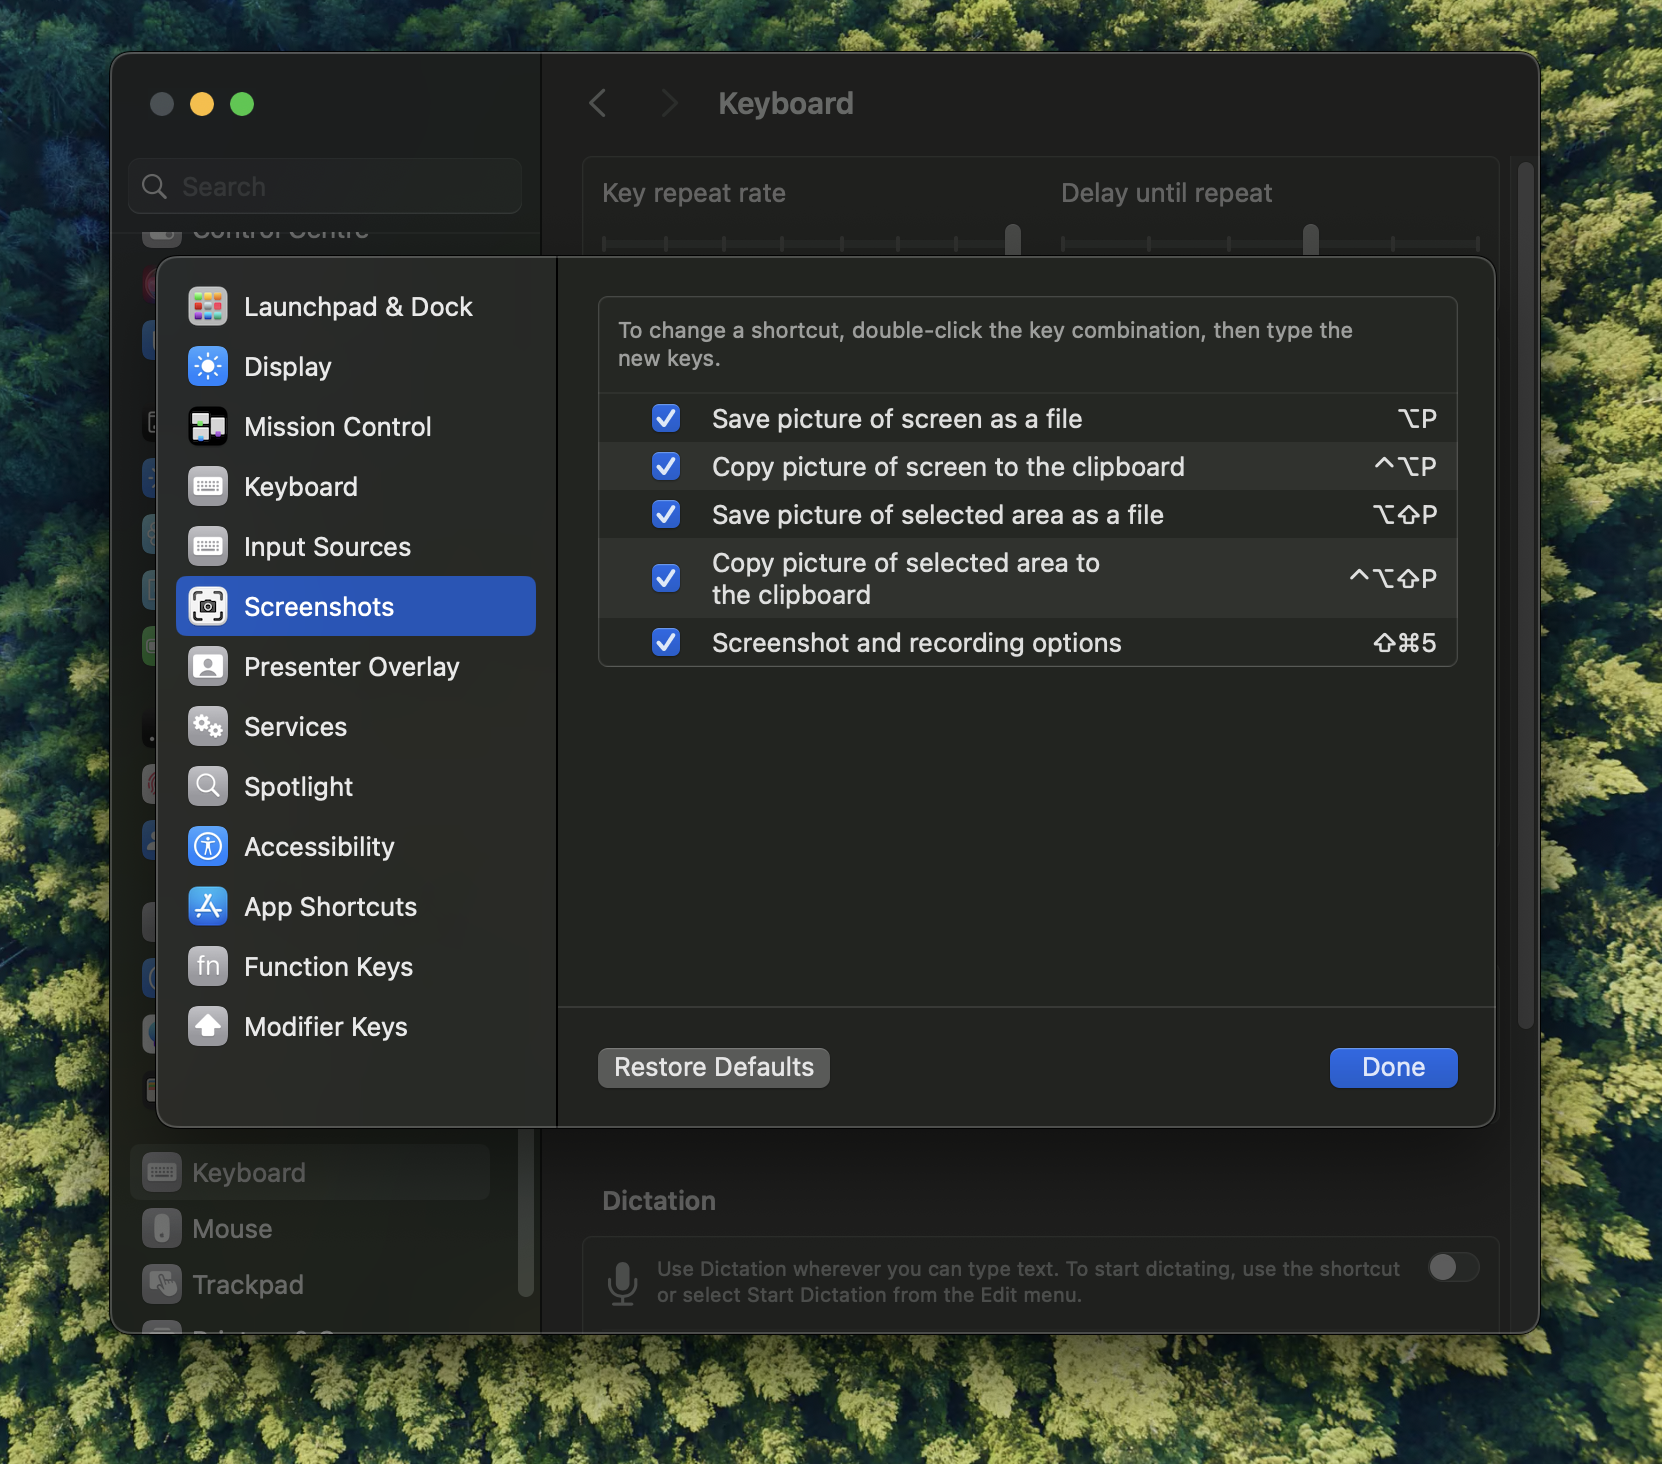 Keyboard
Search
Key repeat rate
Delay until repeat
Control Centre
Launchpad & Dock
Display
Mission Control
Keyboard
Input Sources
Screenshots
Presenter Overlay
Services
Spotlight
Accessibility
App Shortcuts
fn Function Keys
Modifier Keys
To change a shortcut, double-click the key combination, then type the
new keys.
Save picture of screen as a file ⌥P
Copy picture of screen to the clipboard ^⌥P
Save picture of selected area as a file ⌥⇧P
Copy picture of selected area to
the clipboard ^⌥⇧P
Screenshot and recording options ⇧⌘5
Restore Defaults
Done
Keyboard
Mouse
Trackpad
Dictation
Use Dictation wherever you can type text. To start dictating, use the shortcut
or select Start Dictation from the Edit menu.